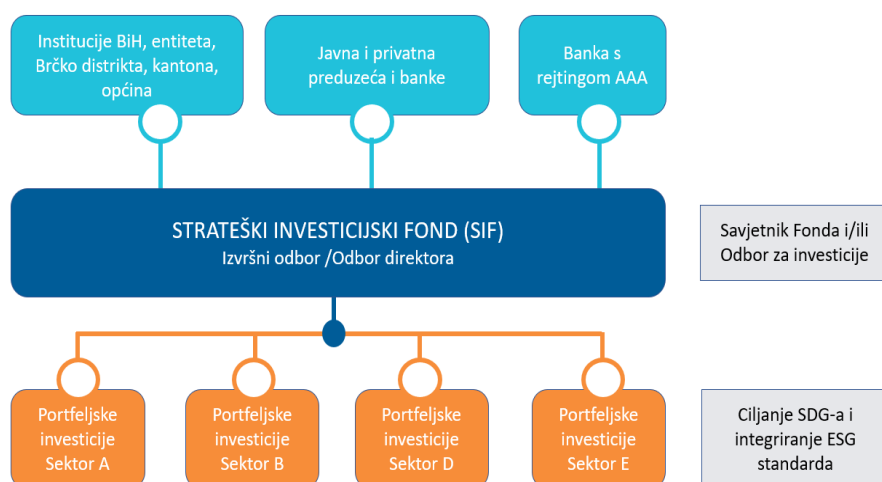 Institucije BiH, entiteta,
Brčko distrikta, kantona,
općina
Javna i privatna
preduzeća i banke
Banka s
rejtingom AAA
STRATEŠKI INVESTICIJSKI FOND (SIF)
Izvršni odbor /Odbor direktora
Savjetnik Fonda i/ili
Odbor za investicije
Portfeljske
investicije
Sektor A
Portfeljske
investicije
Sektor B
Portfeljske
investicije
Sektor D
Portfeljske
investicije
Sektor E
Ciljanje SDG-a i
integriranje ESG
standarda